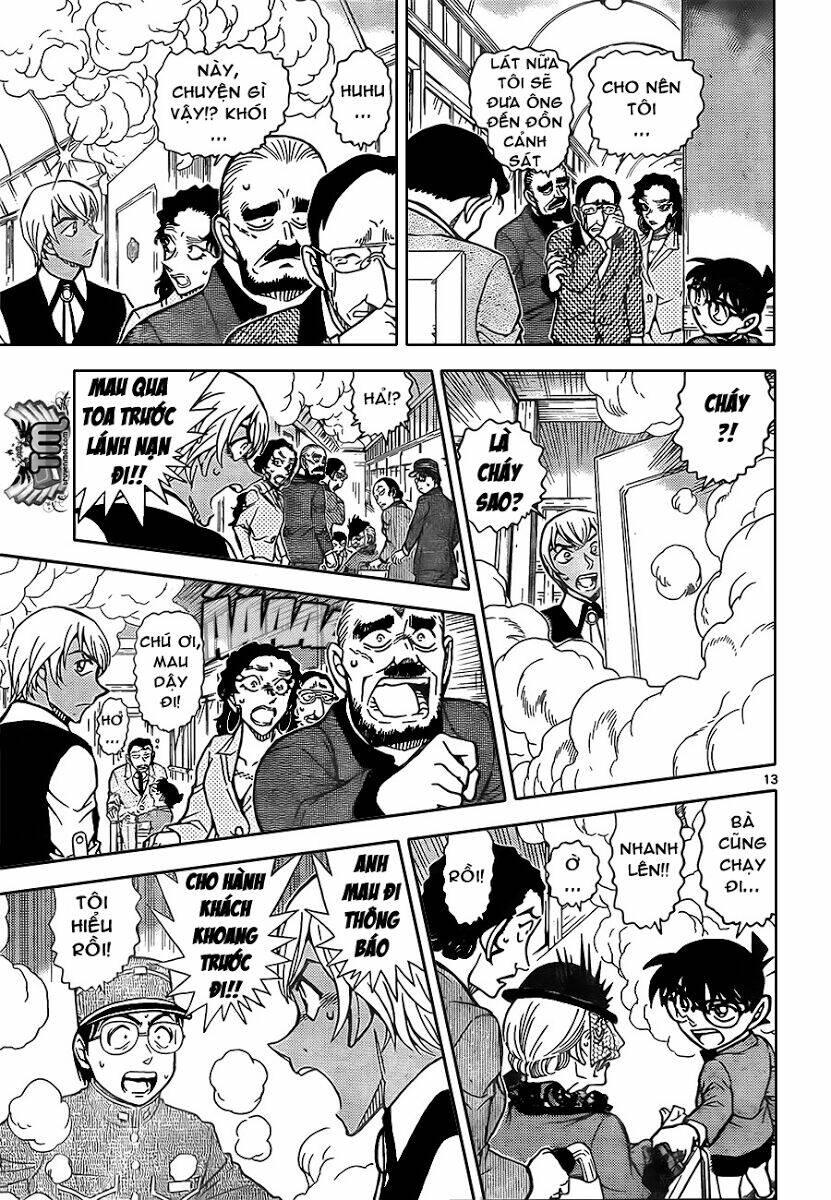 CHO NÊN
TÔI
...
LÁT NỮA
TÔI SẼ
ĐƯA ÔNG
ĐẾN ĐỒN
CẢNH
SÁT
HUHU
...
NÀY,
CHUYỆN GÌ
VẬY!? KHÓI
...
CHÁY
?!
LÀ
CHÁY
SAO?
HẢ!?
MAU QUA
TOA TRƯỚC
LÁNH NẠN
ĐI!!
CHÚ ƠI,
MAU
DẬY
ĐI!
HỞ
...
13
BÀ
CŨNG
CHẠY
ĐI...
NHANH
LÊN!!
Ờ
...
RỒI!
ANH
MAU ĐI
THÔNG
BÁO
CHO HÀNH
KHÁCH
KHOANG
TRƯỚC
ĐI!!
TÔI
HIỂU
RỒI!